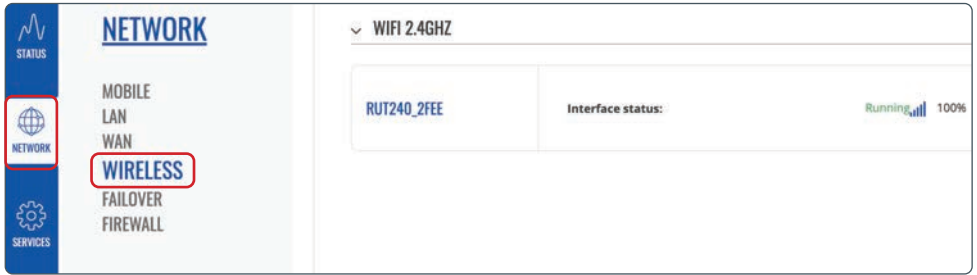 STATUS
NETWORK
SERVICES
NETWORK
MOBILE
LAN
WAN
WIRELESS
FAILOVER
FIREWALL
WIFI 2.4GHZ
RUT240_2FEE
Interface status:
Running
100%